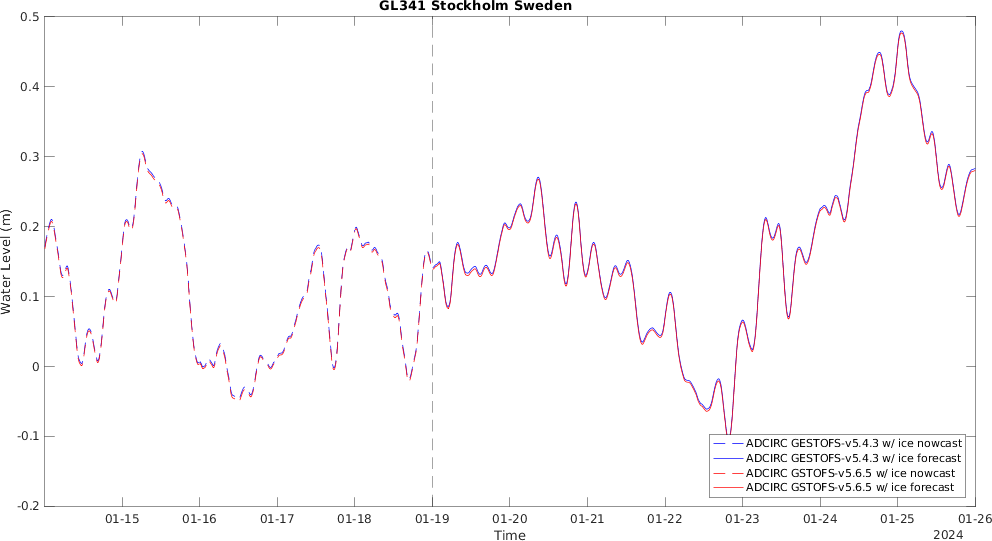 GL341 Stockholm Sweden
0.5
0.4
0.3
0.2
0.1
0
-0.1
-0.2
Water Level (m)
ADCIRC GESTOFS-v5.4.3 w/ ice nowcast
ADCIRC GESTOFS-v5.4.3 w/ ice forecast
ADCIRC GSTOFS-v5.6.5 w/ ice nowcast
ADCIRC GSTOFS-v5.6.5 w/ ice forecast
01-15 01-16 01-17 01-18 01-19 01-20 01-21 01-22 01-23 01-24 01-25 01-26
Time
2024